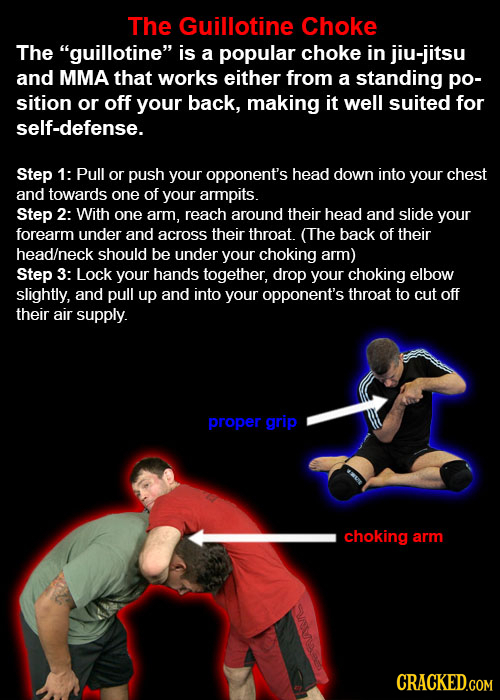 The Guillotine Choke
The “guillotine” is a popular choke in jiu-jitsu
and MMA that works either from a standing po-
sition or off your back, making it well suited for
self-defense.
Step 1: Pull or push your opponent's head down into your chest
and towards one of your armpits.
Step 2: With one arm, reach around their head and slide your
forearm under and across their throat. (The back of their
head/neck should be under your choking arm)
Step 3: Lock your hands together, drop your choking elbow
slightly, and pull up and into your opponent's throat to cut off
their air supply.
proper grip
choking arm
CRACKED.COM